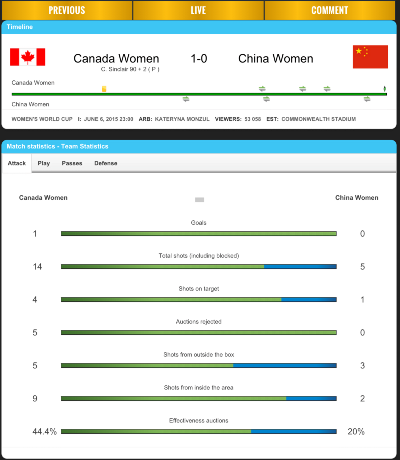 PREVIOUS LIVE COMMENT
Timeline
Canada Women 1-0 China Women
C. Sinclair 90 + 2 ( P )
Canada Women
China Women
WOMEN'S WORLD CUP I: JUNE 6, 2015 23:00 ARB: KATERYNA MONZUL VIEWERS: 53 058 EST: COMMONWEALTH STADIUM
Match statistics - Team Statistics
Attack Play Passes Defense
Canada Women China Women
Goals
1 0
Total shots (including blocked)
14 5
Shots on target
4 1
Auctions rejected
5 0
Shots from outside the box
5 3
Shots from inside the area
9 2
Effectiveness auctions
44.4% 20%